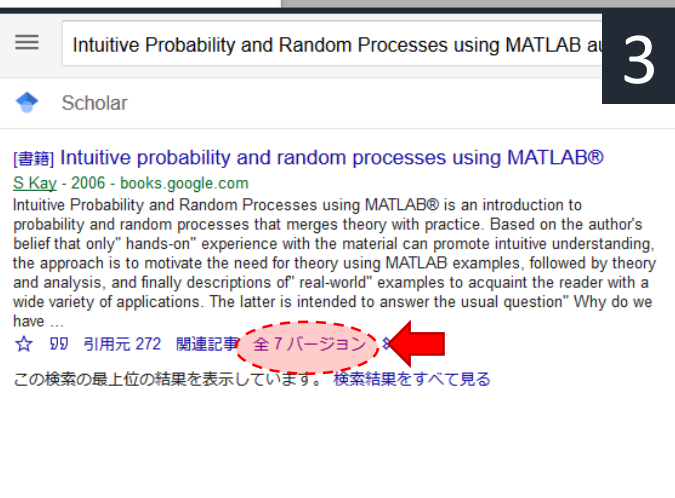 Intuitive Probability and Random Processes using MATLAB
3
Scholar
[書籍] Intuitive probability and random processes using MATLAB®
S Kay - 2006 - books.google.com
Intuitive Probability and Random Processes using MATLAB® is an introduction to
probability and random processes that merges theory with practice. Based on the author's
belief that only" hands-on" experience with the material can promote intuitive understanding,
the approach is to motivate the need for theory using MATLAB examples, followed by theory
and analysis, and finally descriptions of" real-world" examples to acquaint the reader with a
wide variety of applications. The latter is intended to answer the usual question" Why do we
have ...
引用元 272 関連記事 全 7 バージョン
この検索の最上位の結果を表示しています。 検索結果をすべて見る